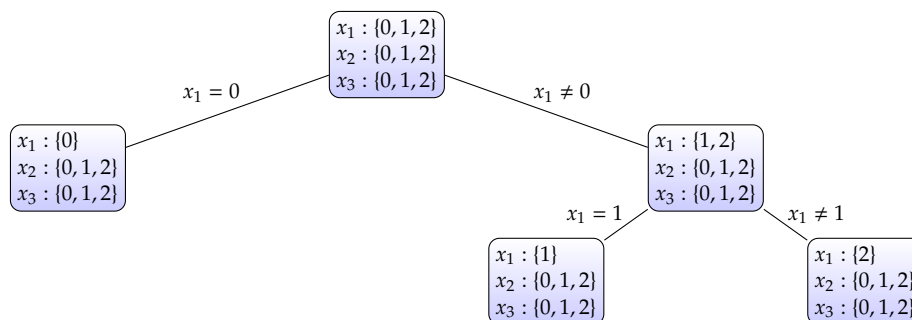 x₁ : {0, 1, 2}
x₂ : {0, 1, 2}
x₃ : {0, 1, 2}
x₁ = 0
x₁ ≠ 0
x₁ : {0}
x₂ : {0, 1, 2}
x₃ : {0, 1, 2}
x₁ : {1, 2}
x₂ : {0, 1, 2}
x₃ : {0, 1, 2}
x₁ = 1
x₁ ≠ 1
x₁ : {1}
x₂ : {0, 1, 2}
x₃ : {0, 1, 2}
x₁ : {2}
x₂ : {0, 1, 2}
x₃ : {0, 1, 2}